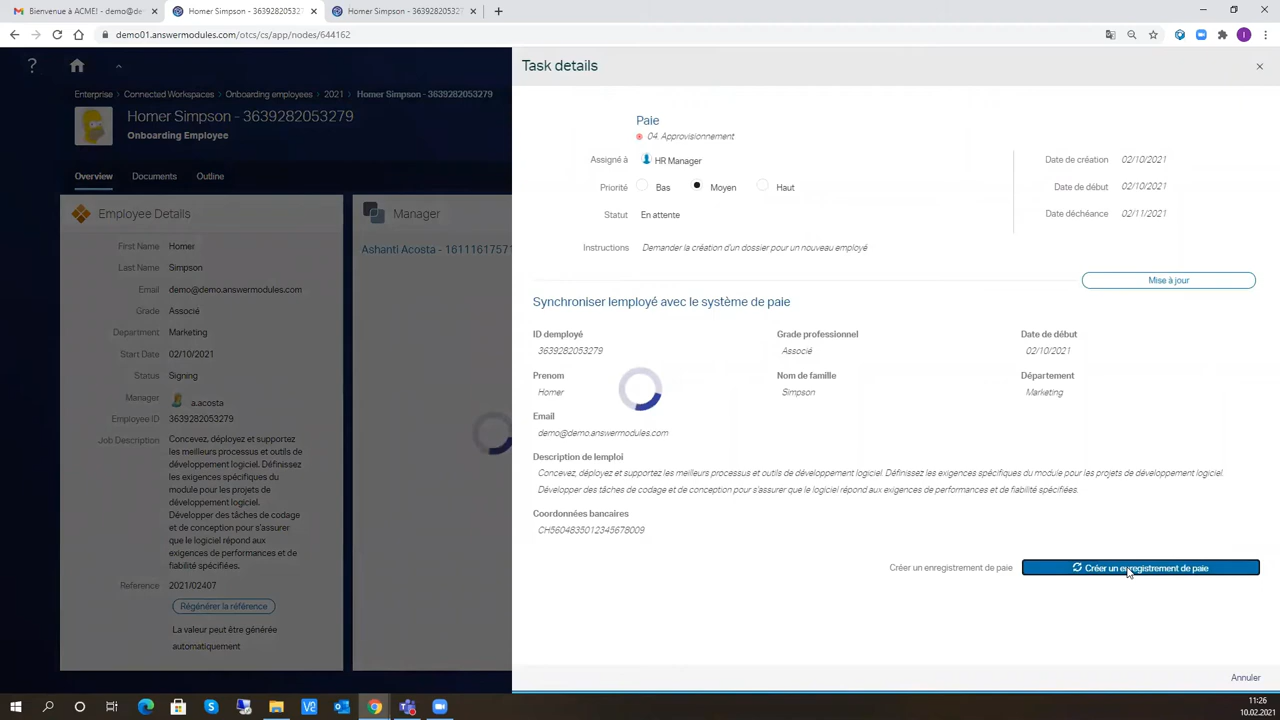 Bienvenue à ACME! - demo@de
Homer Simpson - 363928205327
Homer Simpson - 363928205327
demo01.answermodules.com/otcs/cs/app/nodes/644162
Enterprise > Connected Workspaces > Onboarding employees > 2021 > Homer Simpson - 3639282053279
Homer Simpson - 3639282053279
Onboarding Employee
Overview Documents Outline
Employee Details
First Name Homer
Last Name Simpson
Email demo@demo.answermodules.com
Grade Associé
Department Marketing
Start Date 02/10/2021
Status Signing
Manager a.acosta
Employee ID 3639282053279
Job Description Concevez, déployez et supportez
les meilleurs processus et outils de
développement logiciel. Définissez
les exigences spécifiques du
module pour les projets de
développement logiciel.
Développer des tâches de codage
et de conception pour s'assurer
que le logiciel répond aux
exigences de performances et de
fiabilité spécifiées.
Reference 2021/02407
Régénérer la référence
La valeur peut être générée
automatiquement
Manager
Ashanti Acosta - 1611161757
Task details
Paie
04. Approvisionnement
Assigné à HR Manager
Priorité Bas Moyen Haut
Statut En attente
Instructions Demander la création d'un dossier pour un nouveau employé
Date de création 02/10/2021
Date de début 02/10/2021
Date déchéance 02/11/2021
Mise à jour
Synchroniser lemployé avec le système de paie
ID demployé Grade professionnel Date de début
3639282053279 Associé 02/10/2021
Prenom Nom de famille Département
Homer Simpson Marketing
Email
demo@demo.answermodules.com
Description de lemploi
Concevez, déployez et supportez les meilleurs processus et outils de développement logiciel. Définissez les exigences spécifiques du module pour les projets de développement logiciel.
Développer des tâches de codage et de conception pour s'assurer que le logiciel répond aux exigences de performances et de fiabilité spécifiées.
Coordonnées bancaires
CH5604835012345678009
Créer un enregistrement de paie Créer un enregistrement de paie
Annuler
11:26
10.02.2021